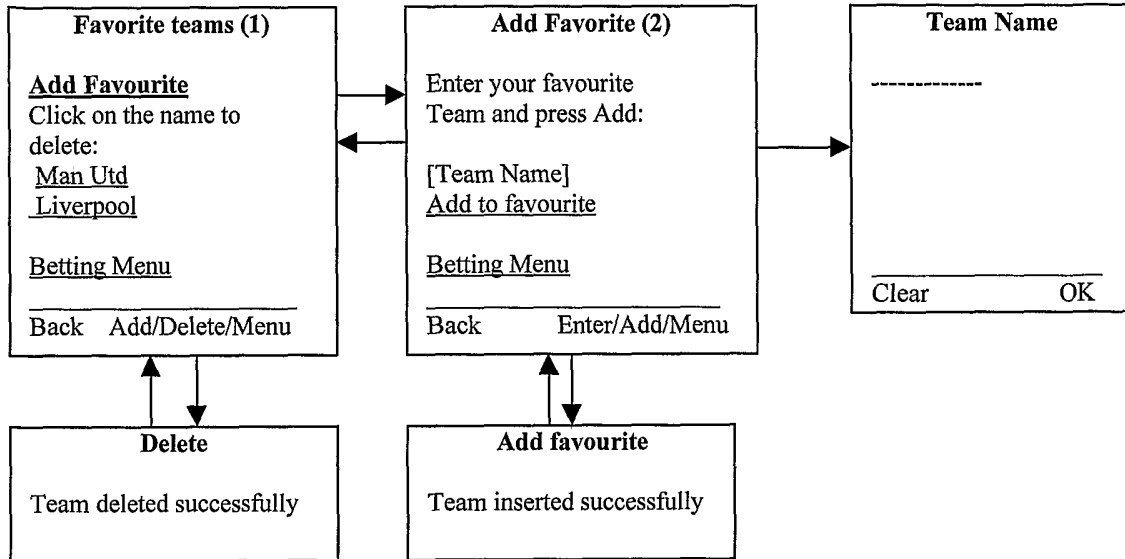 Favorite teams (1)
Add Favourite
Click on the name to
delete:
Man Utd
Liverpool
Betting Menu
Back Add/Delete/Menu
Add Favorite (2)
Enter your favourite
Team and press Add:
[Team Name]
Add to favourite
Betting Menu
Back Enter/Add/Menu
Team Name
-------------
Clear OK
Delete
Team deleted successfully
Add favourite
Team inserted successfully